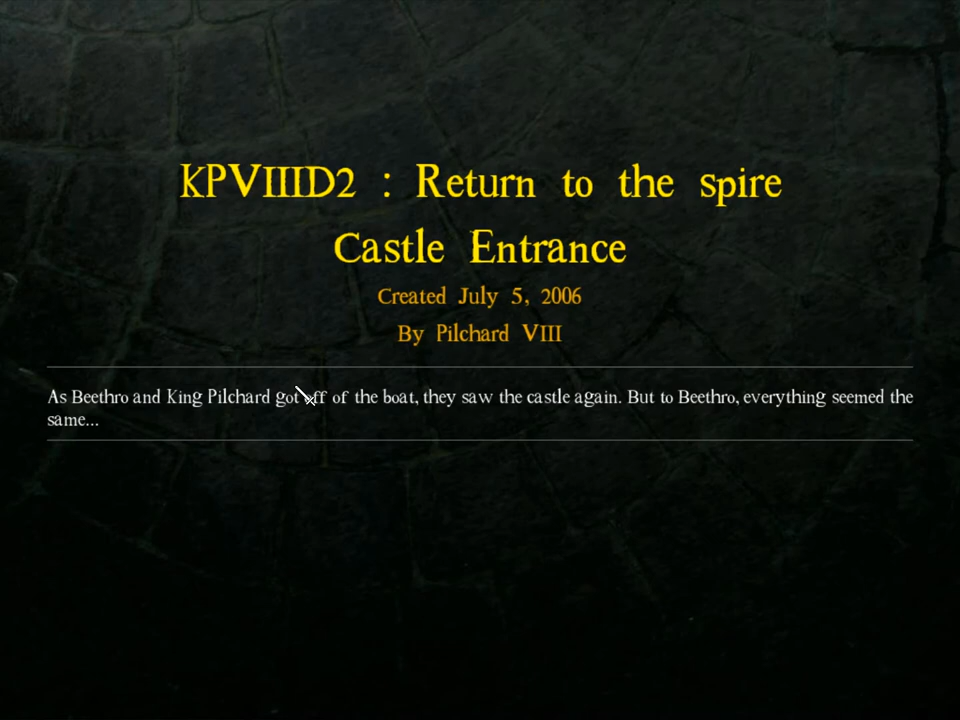 KPVIIID2 : Return to the spire
Castle Entrance
Created July 5, 2006
By Pilchard VIII
As Beethro and King Pilchard got off of the boat, they saw the castle again. But to Beethro, everything seemed the
same...